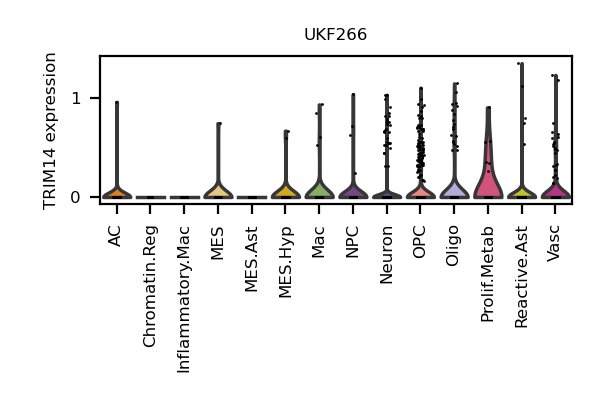 UKF266
TRIM14 expression
1
0
AC
Chromatin.Reg
Inflammatory.Mac
MES
MES.Ast
MES.Hyp
Mac
NPC
Neuron
OPC
Oligo
Prolif.Metab
Reactive.Ast
Vasc